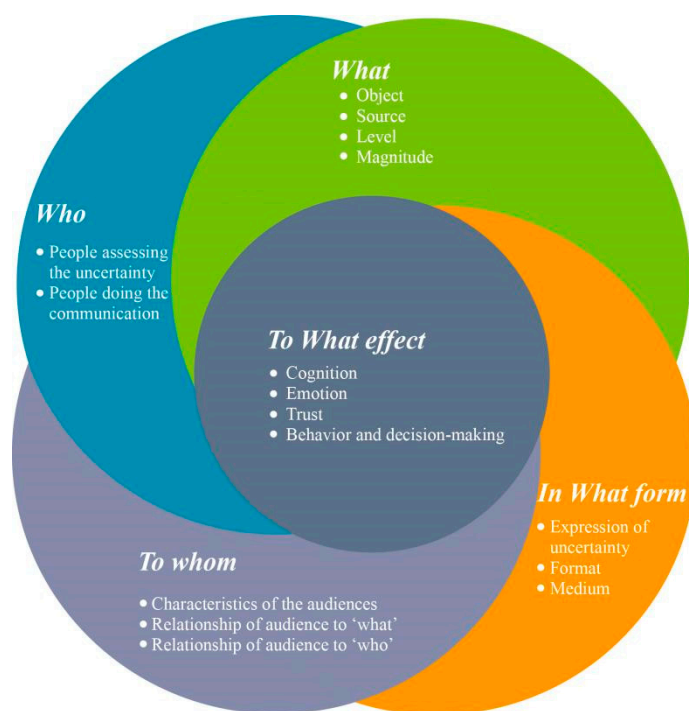 What
• Object
• Source
• Level
• Magnitude
Who
• People assessing
the uncertainty
• People doing the
communication
To What effect
• Cognition
• Emotion
• Trust
• Behavior and decision-making
In What form
• Expression of
uncertainty
• Format
• Medium
To whom
• Characteristics of the audiences
• Relationship of audience to ‘what’
• Relationship of audience to ‘who’